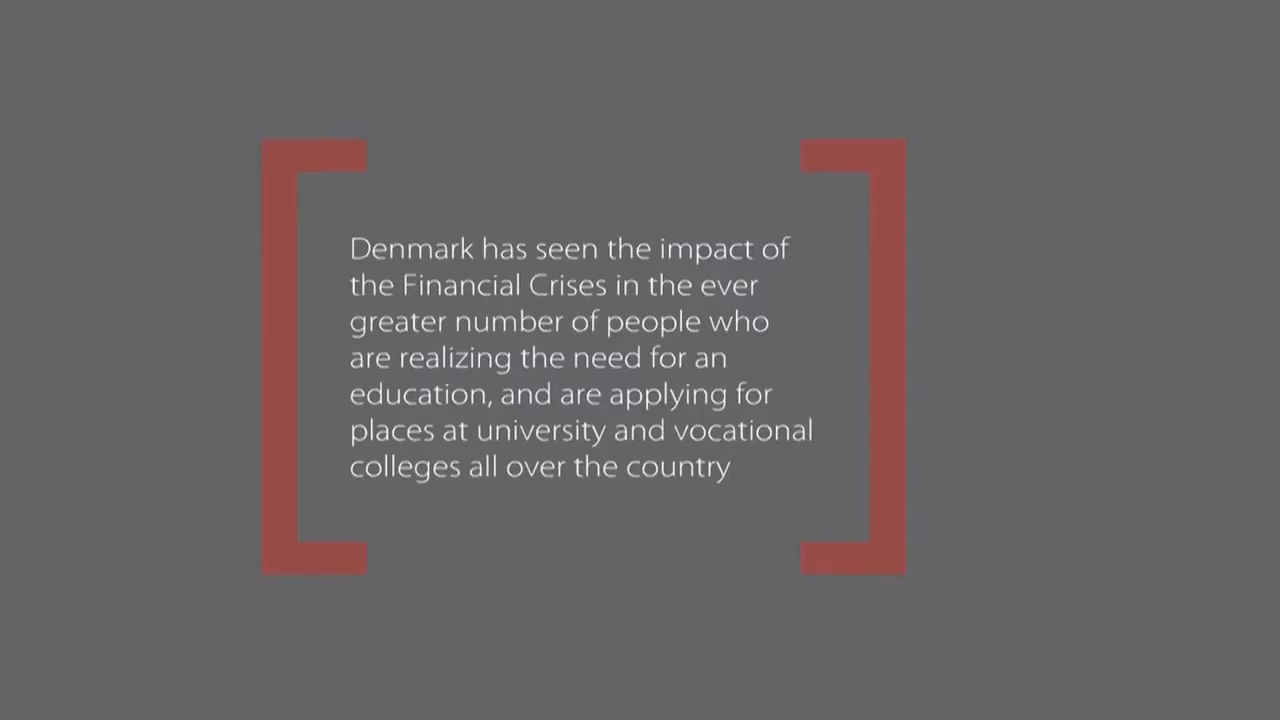 Denmark has seen the impact of
the Financial Crises in the ever
greater number of people who
are realizing the need for an
education, and are applying for
places at university and vocational
colleges all over the country